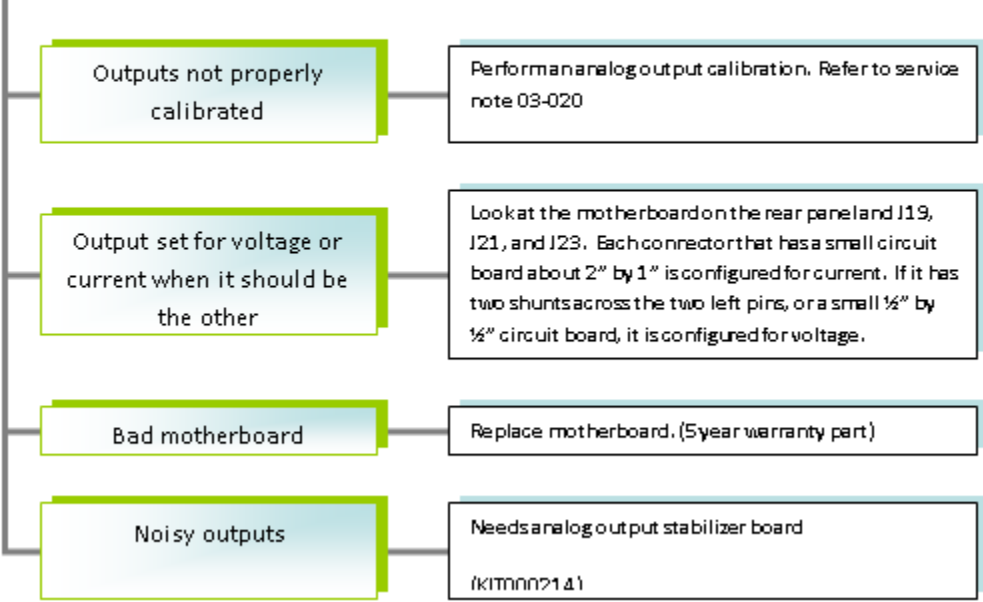 Outputs not properly
calibrated
Perform an analog output calibration. Refer to service
note 03-020
Output set for voltage or
current when it should be
the other
Look at the motherboard on the rear panel and J19,
J21, and J23. Each connector that has a small circuit
board about 2” by 1” is configured for current. If it has
two shunts across the two left pins, or a small ½” by
½” circuit board, it is configured for voltage.
Bad motherboard
Replace motherboard. (5 year warranty part)
Noisy outputs
Needs analog output stabilizer board
(KIT000214)